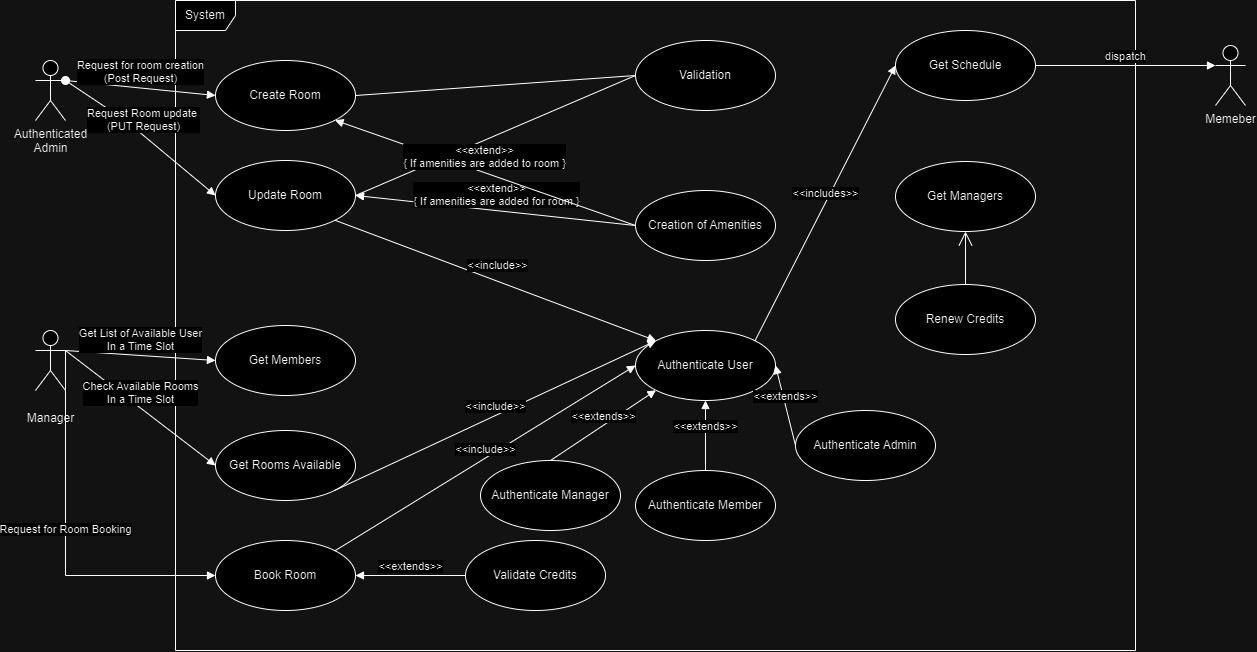 System
Request for room creation
(Post Request)
Create Room
Validation
Get Schedule
dispatch
Memeber
Authenticated
Admin
Request Room update
(PUT Request)
<<extend>>
{ If amenities are added to room }
Update Room
<<extend>>
{ If amenities are added for room }
<<includes>>
Get Managers
Creation of Amenities
<<include>>
Renew Credits
Get List of Available User
In a Time Slot
Get Members
Authenticate User
Manager
Check Available Rooms
In a Time Slot
<<include>>
<<extends>>
<<extends>>
<<extends>>
Get Rooms Available
<<include>>
Authenticate Admin
Authenticate Manager
Authenticate Member
Request for Room Booking
Book Room
<<extends>>
Validate Credits